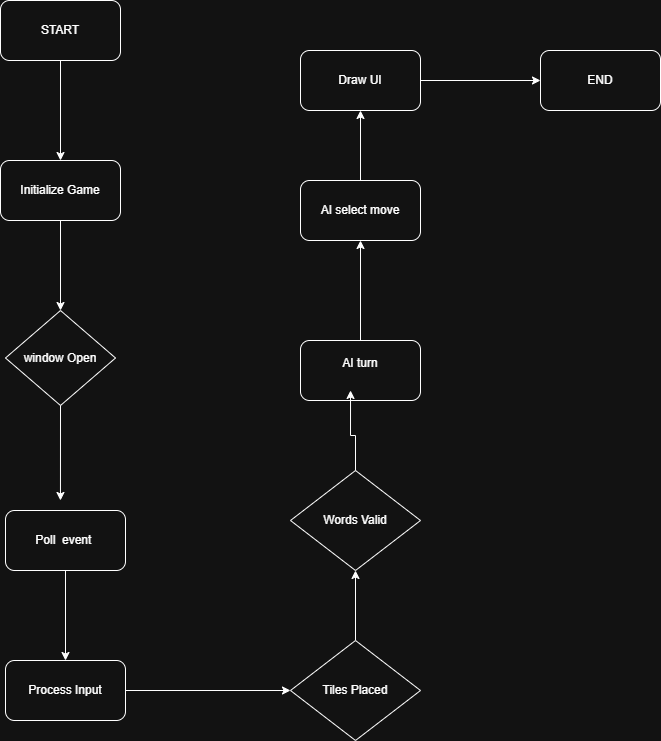 START
Initialize Game
window Open
Poll  event
Process Input
Tiles Placed
Words Valid
AI turn
AI select move
Draw UI
END